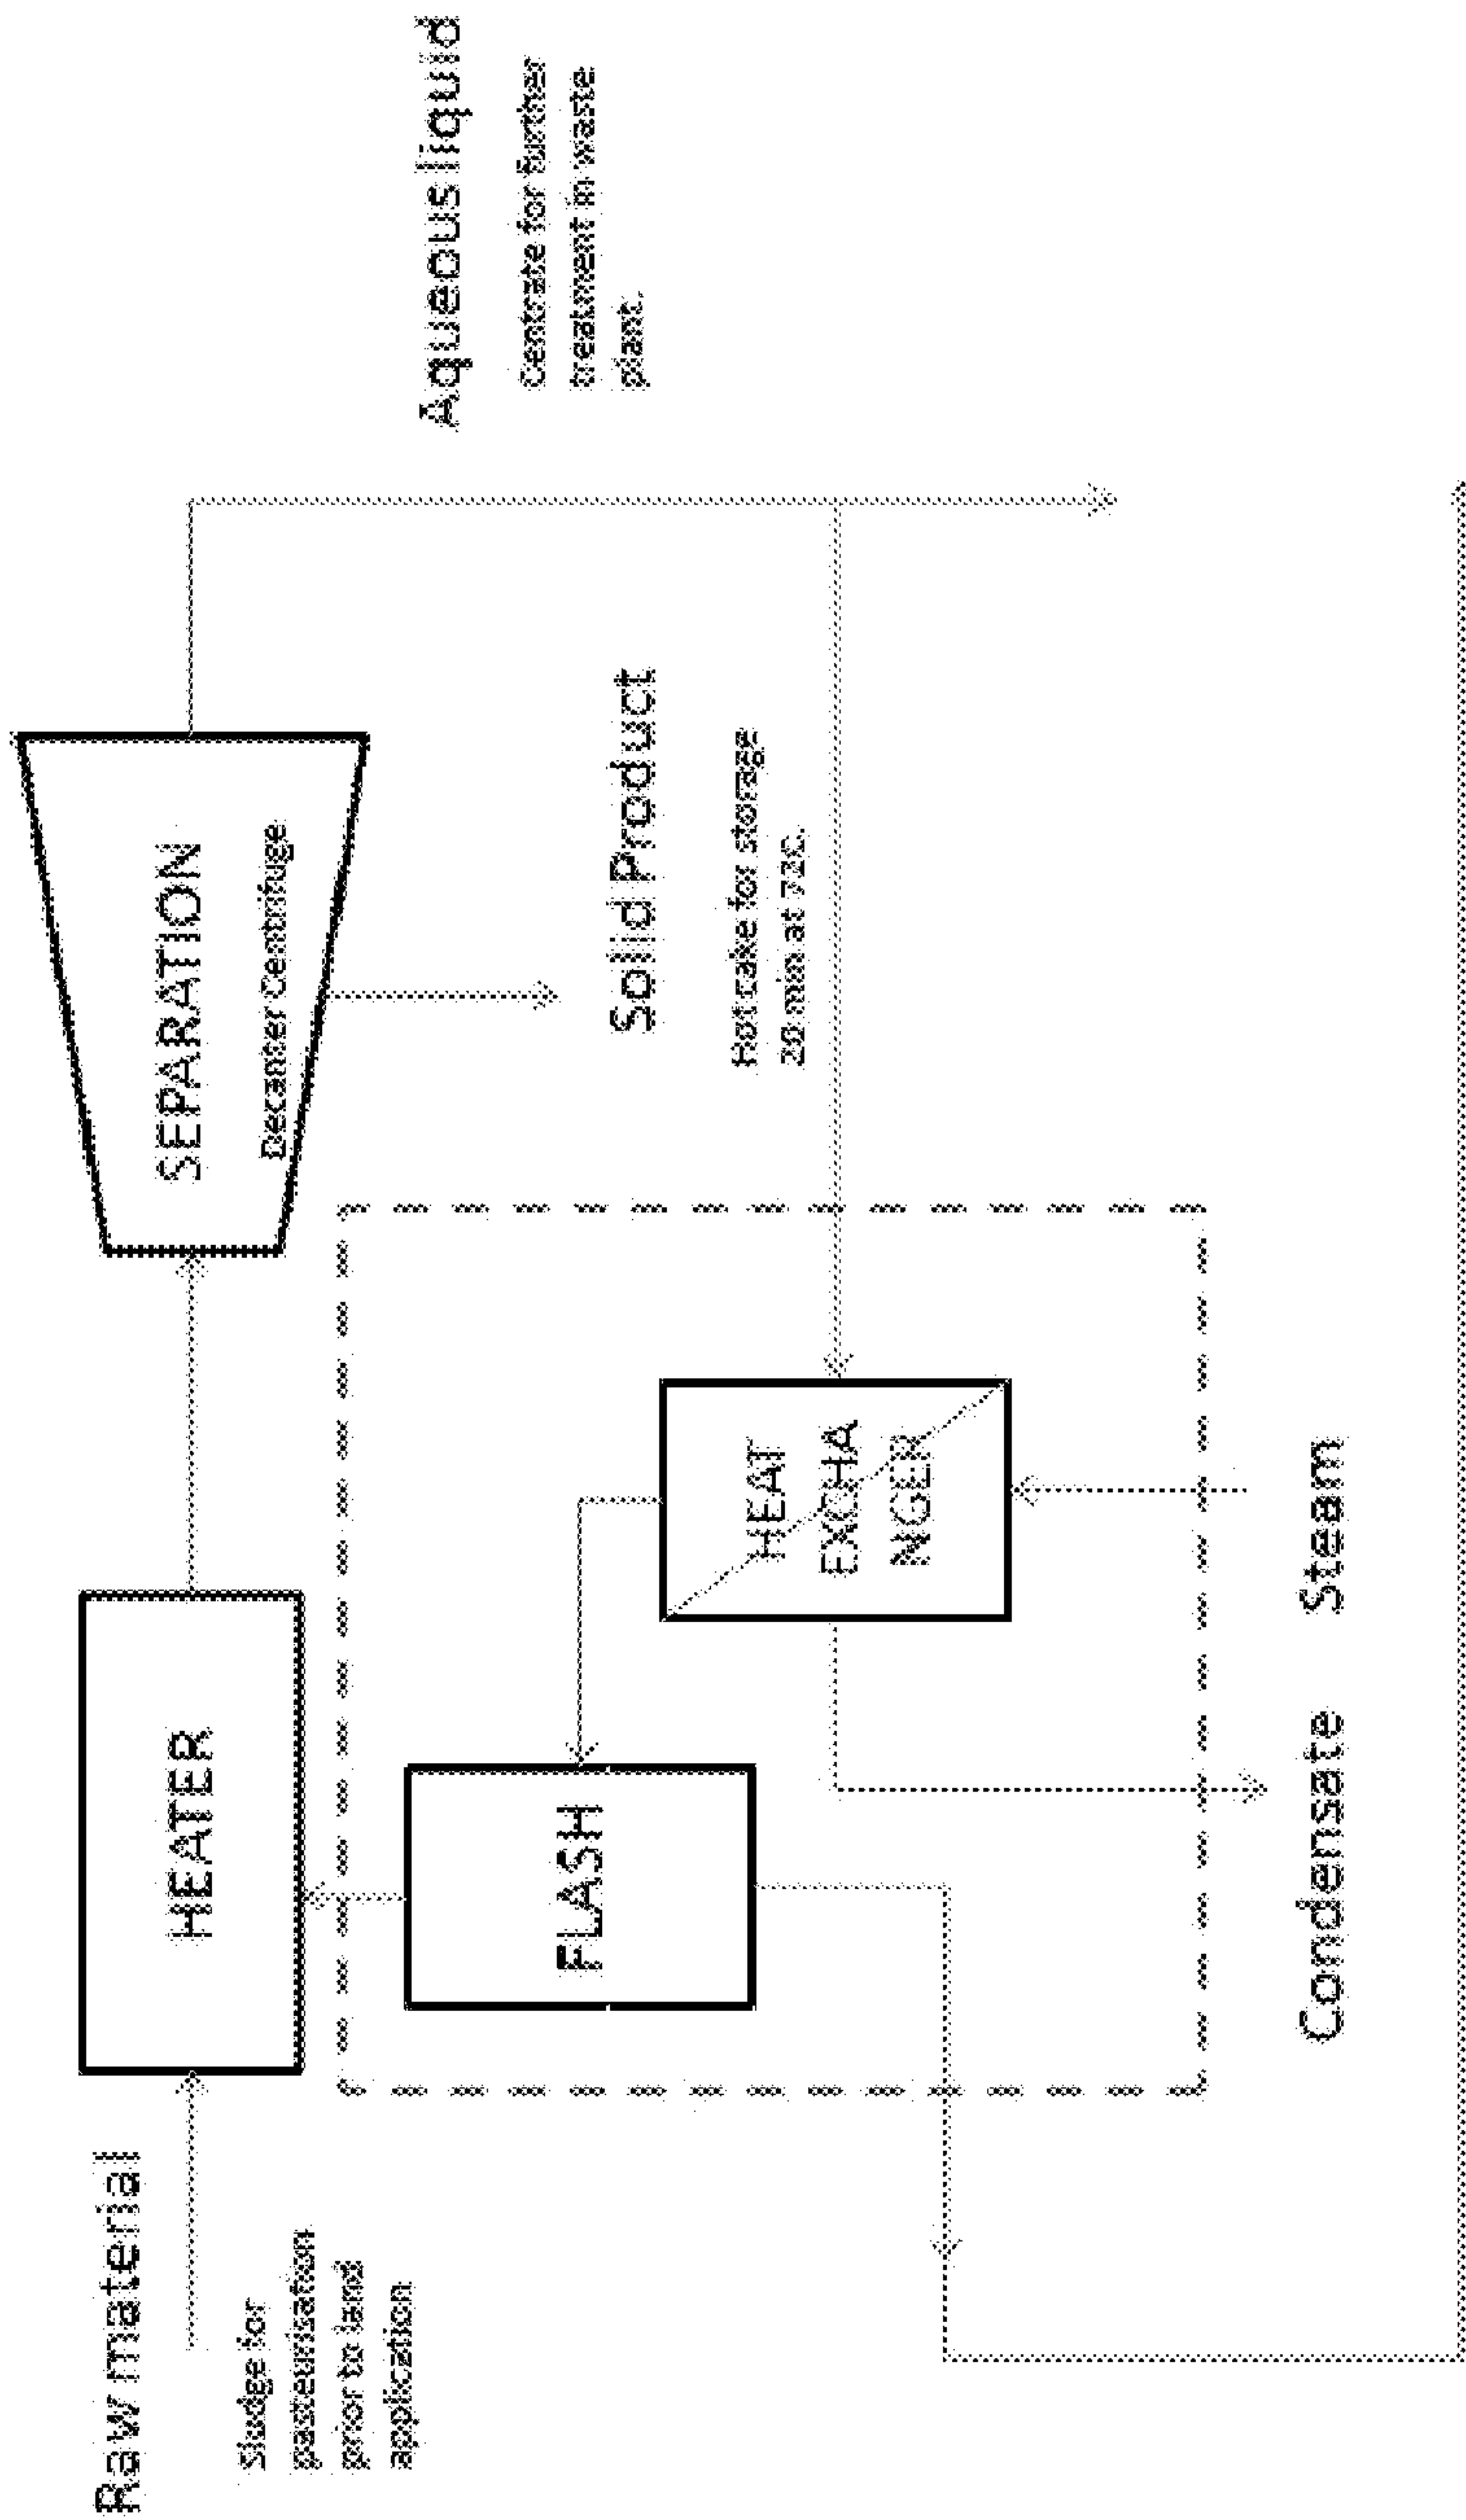 Raw material
Sludge for
pasteurisation
prior to land
application
HEATER
SEPARATION
Decanter Centrifuge
Aqueous liquid
Centrate for further
treatment in waste
plant.
Solid Product
Hot cake for storage
20 min at 72c.
FLASH
HEAT
EXCHA
NGER
Condensate
Steam